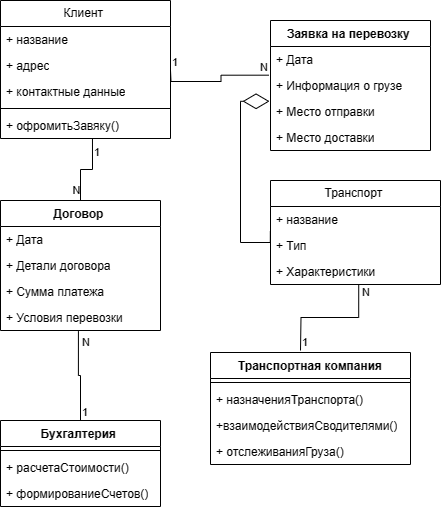 Клиент
+ название
+ адрес
+ контактные данные
+ офромитьЗавяку()
1
N
Заявка на перевозку
+ Дата
+ Информация о грузе
+ Место отправки
+ Место доставки
1
N
Договор
+ Дата
+ Детали договора
+ Сумма платежа
+ Условия перевозки
Транспорт
+ название
+ Тип
+ Характеристики
N
1
N
1
Транспортная компания
+ назначенияТранспорта()
+взаимодействияСводителями()
+ отслеживанияГруза()
Бухгалтерия
+ расчетаСтоимости()
+ формированиеСчетов()